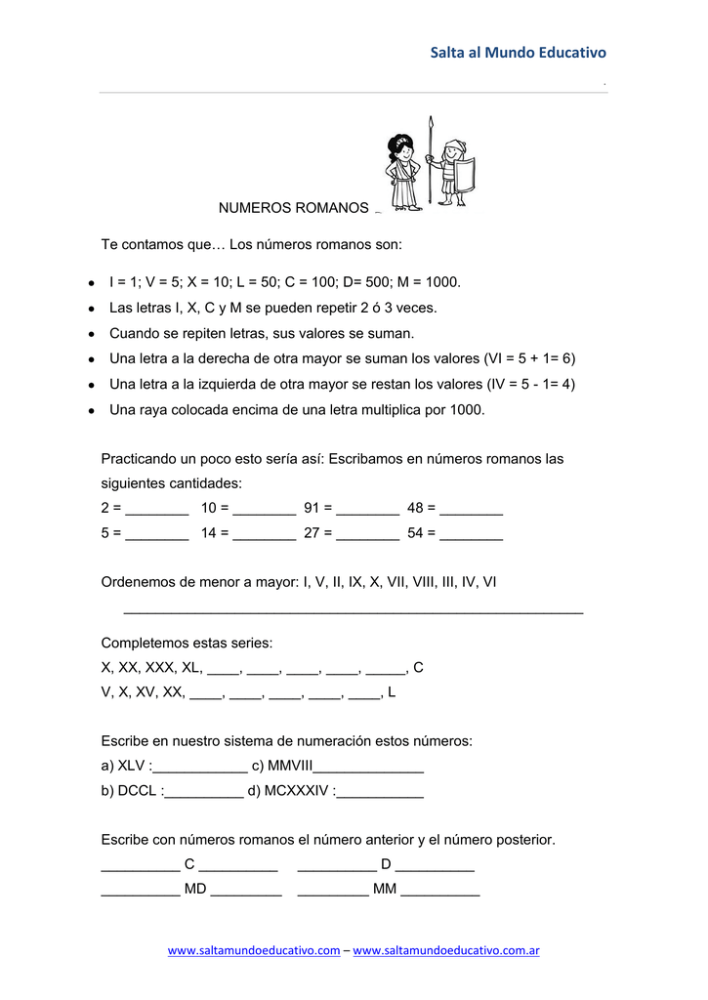 Salta al Mundo Educativo
.
NUMEROS ROMANOS
Te contamos que… Los números romanos son:
● I = 1; V = 5; X = 10; L = 50; C = 100; D= 500; M = 1000.
● Las letras I, X, C y M se pueden repetir 2 ó 3 veces.
● Cuando se repiten letras, sus valores se suman.
● Una letra a la derecha de otra mayor se suman los valores (VI = 5 + 1= 6)
● Una letra a la izquierda de otra mayor se restan los valores (IV = 5 - 1= 4)
● Una raya colocada encima de una letra multiplica por 1000.
Practicando un poco esto sería así: Escribamos en números romanos las
siguientes cantidades:
2 = ________ 10 = ________ 91 = ________ 48 = ________
5 = ________ 14 = ________ 27 = ________ 54 = ________
Ordenemos de menor a mayor: I, V, II, IX, X, VII, VIII, III, IV, VI
__________________________________________________________
Completemos estas series:
X, XX, XXX, XL, ____, ____, ____, ____, _____, C
V, X, XV, XX, ____, ____, ____, ____, ____, L
Escribe en nuestro sistema de numeración estos números:
a) XLV :____________ c) MMVIII______________
b) DCCL :__________ d) MCXXXIV :___________
Escribe con números romanos el número anterior y el número posterior.
__________ C __________ __________ D __________
__________ MD _________ _________ MM __________
www.saltamundoeducativo.com – www.saltamundoeducativo.com.ar